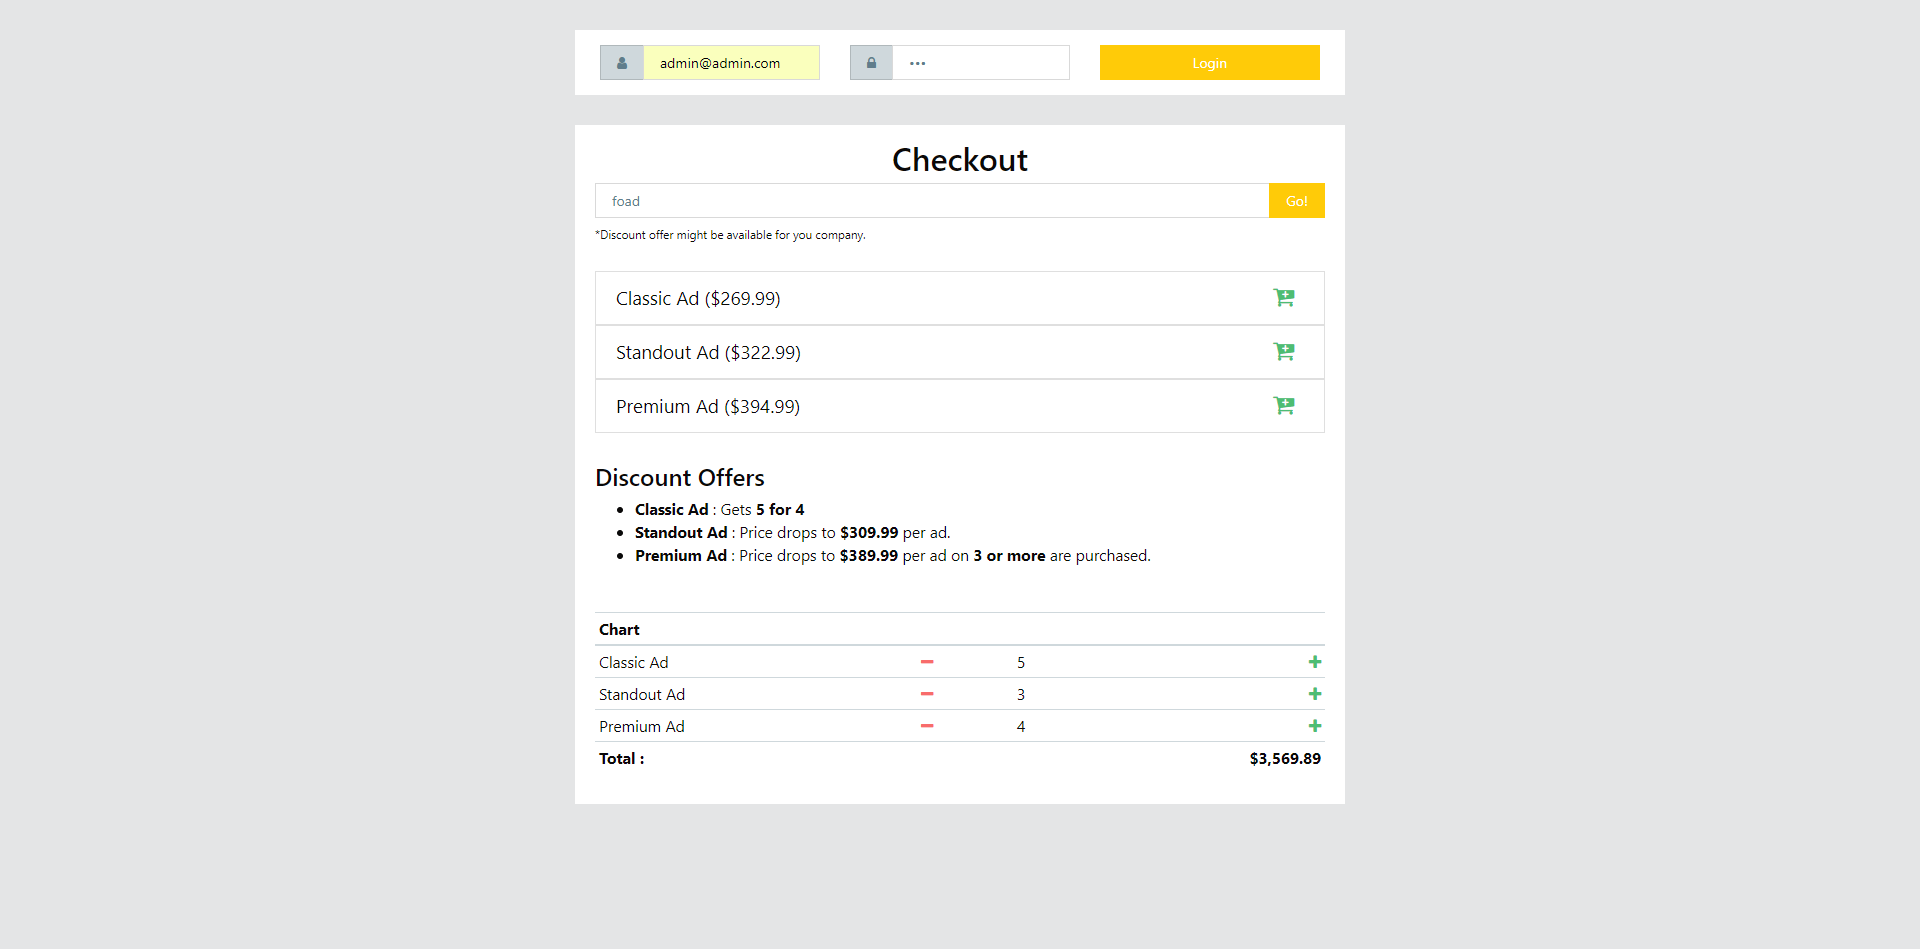 admin@admin.com ••• Login
Checkout
foad Go!
*Discount offer might be available for you company.
Classic Ad ($269.99)
Standout Ad ($322.99)
Premium Ad ($394.99)
Discount Offers
• Classic Ad : Gets 5 for 4
• Standout Ad : Price drops to $309.99 per ad.
• Premium Ad : Price drops to $389.99 per ad on 3 or more are purchased.
Chart
Classic Ad 5
Standout Ad 3
Premium Ad 4
Total : $3,569.89